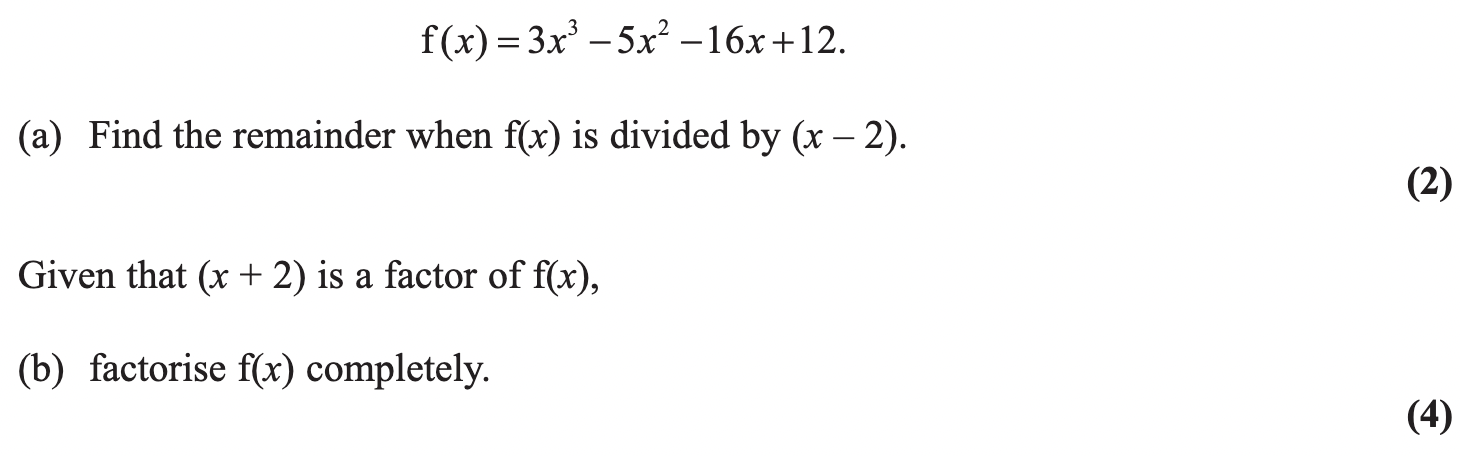 f(x) = 3x³ – 5x² – 16x + 12.
(a) Find the remainder when f(x) is divided by (x – 2).
(2)
Given that (x + 2) is a factor of f(x),
(b) factorise f(x) completely.
(4)